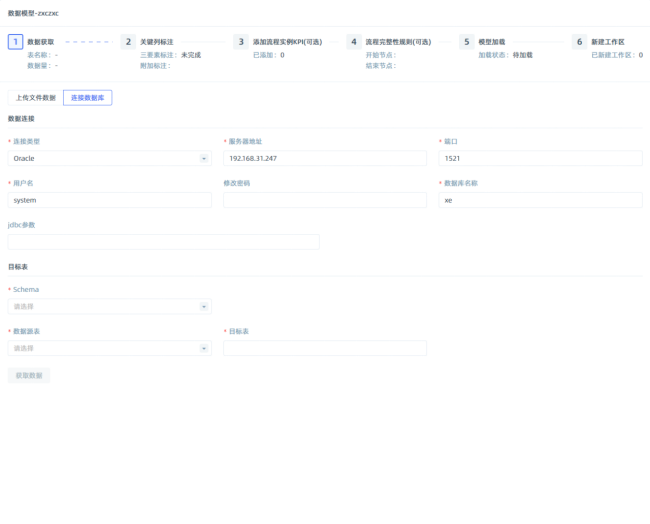 数据模型-zxczxc
1 数据获取 2 关键列标注 3 添加流程实例KPI(可选) 4 流程完整性规则(可选) 5 模型加载 6 新建工作区
表名称： - 三要素标注： 未完成 已添加： 0 开始节点： 加载状态： 待加载 已新建工作区： 0
数据量： - 附加标注： 结束节点：
上传文件数据 连接数据库
数据连接
* 连接类型 * 服务器地址 * 端口
Oracle 192.168.31.247 1521
* 用户名 修改密码 * 数据库名称
system xe
jdbc参数
目标表
* Schema
请选择
* 数据源表 * 目标表
请选择
获取数据